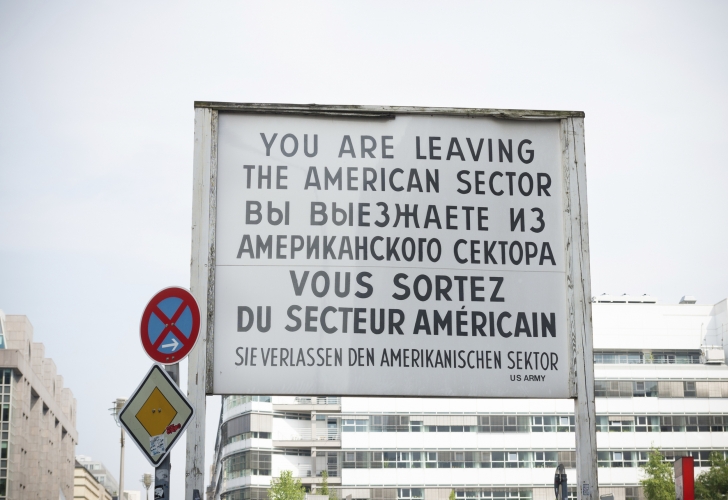 YOU ARE LEAVING
THE AMERICAN SECTOR
ВЫ ВЫЕЗЖАЕТЕ ИЗ
АМЕРИКАНСКОГО СЕКТОРА
VOUS SORTEZ
DU SECTEUR AMÉRICAIN
SIE VERLASSEN DEN AMERIKANISCHEN SEKTOR
US ARMY